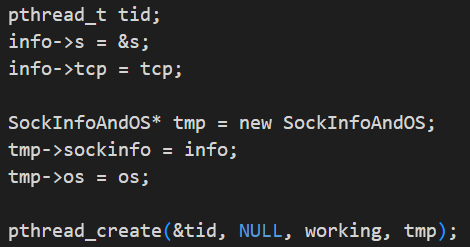 pthread_t tid;
info->s = &s;
info->tcp = tcp;
SockInfoAndOS* tmp = new SockInfoAndOS;
tmp->sockinfo = info;
tmp->os = os;
pthread_create(&tid, NULL, working, tmp);